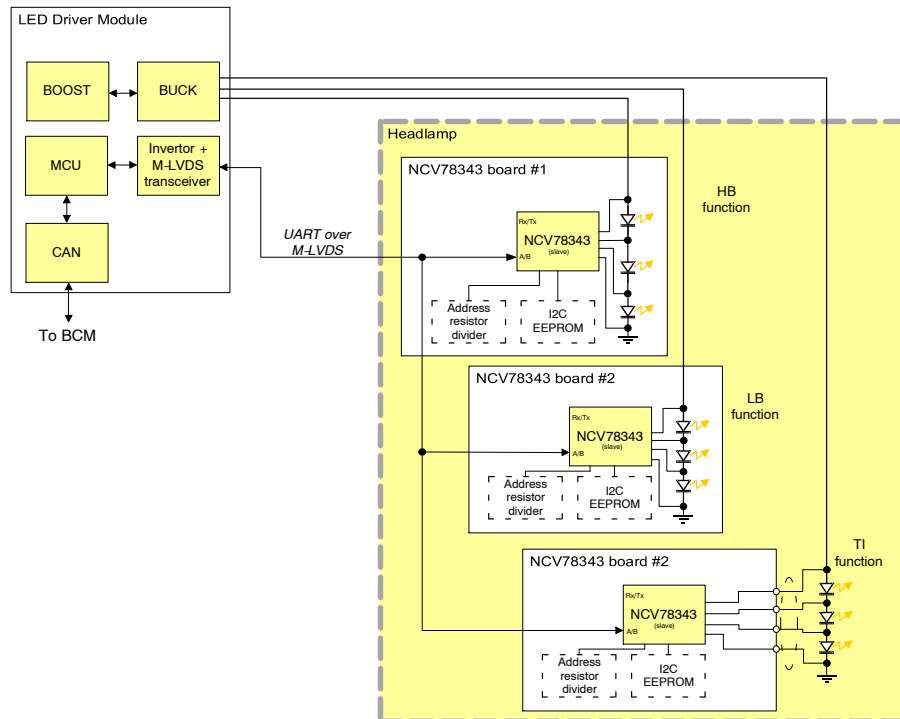 LED Driver Module
BOOST
BUCK
MCU
Invertor +
M-LVDS
transceiver
CAN
To BCM
UART over
M-LVDS
Headlamp
NCV78343 board #1
HB
function
Rx/Tx
NCV78343
(slave)
A/B
Address
resistor
divider
I2C
EEPROM
NCV78343 board #2
LB
function
Rx/Tx
NCV78343
(slave)
A/B
Address
resistor
divider
I2C
EEPROM
NCV78343 board #2
TI
function
Rx/Tx
NCV78343
(slave)
A/B
Address
resistor
divider
I2C
EEPROM